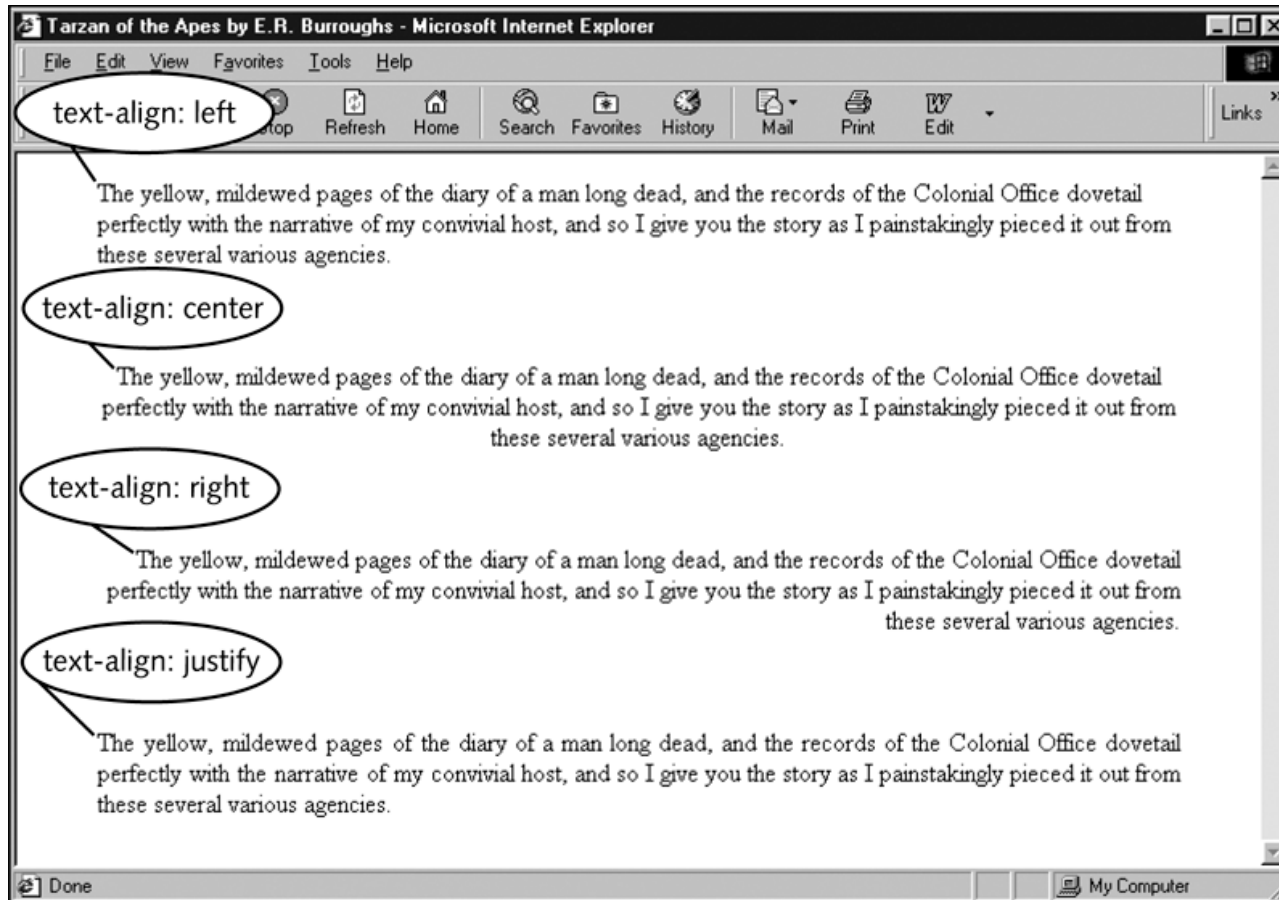 Tarzan of the Apes by E.R. Burroughs - Microsoft Internet Explorer
File Edit View Favorites Tools Help
text-align: left
Stop Refresh Home Search Favorites History Mail Print Edit Links »
The yellow, mildewed pages of the diary of a man long dead, and the records of the Colonial Office dovetail
perfectly with the narrative of my convivial host, and so I give you the story as I painstakingly pieced it out from
these several various agencies.
text-align: center
The yellow, mildewed pages of the diary of a man long dead, and the records of the Colonial Office dovetail
perfectly with the narrative of my convivial host, and so I give you the story as I painstakingly pieced it out from
these several various agencies.
text-align: right
The yellow, mildewed pages of the diary of a man long dead, and the records of the Colonial Office dovetail
perfectly with the narrative of my convivial host, and so I give you the story as I painstakingly pieced it out from
these several various agencies.
text-align: justify
The yellow, mildewed pages of the diary of a man long dead, and the records of the Colonial Office dovetail
perfectly with the narrative of my convivial host, and so I give you the story as I painstakingly pieced it out from
these several various agencies.
Done My Computer